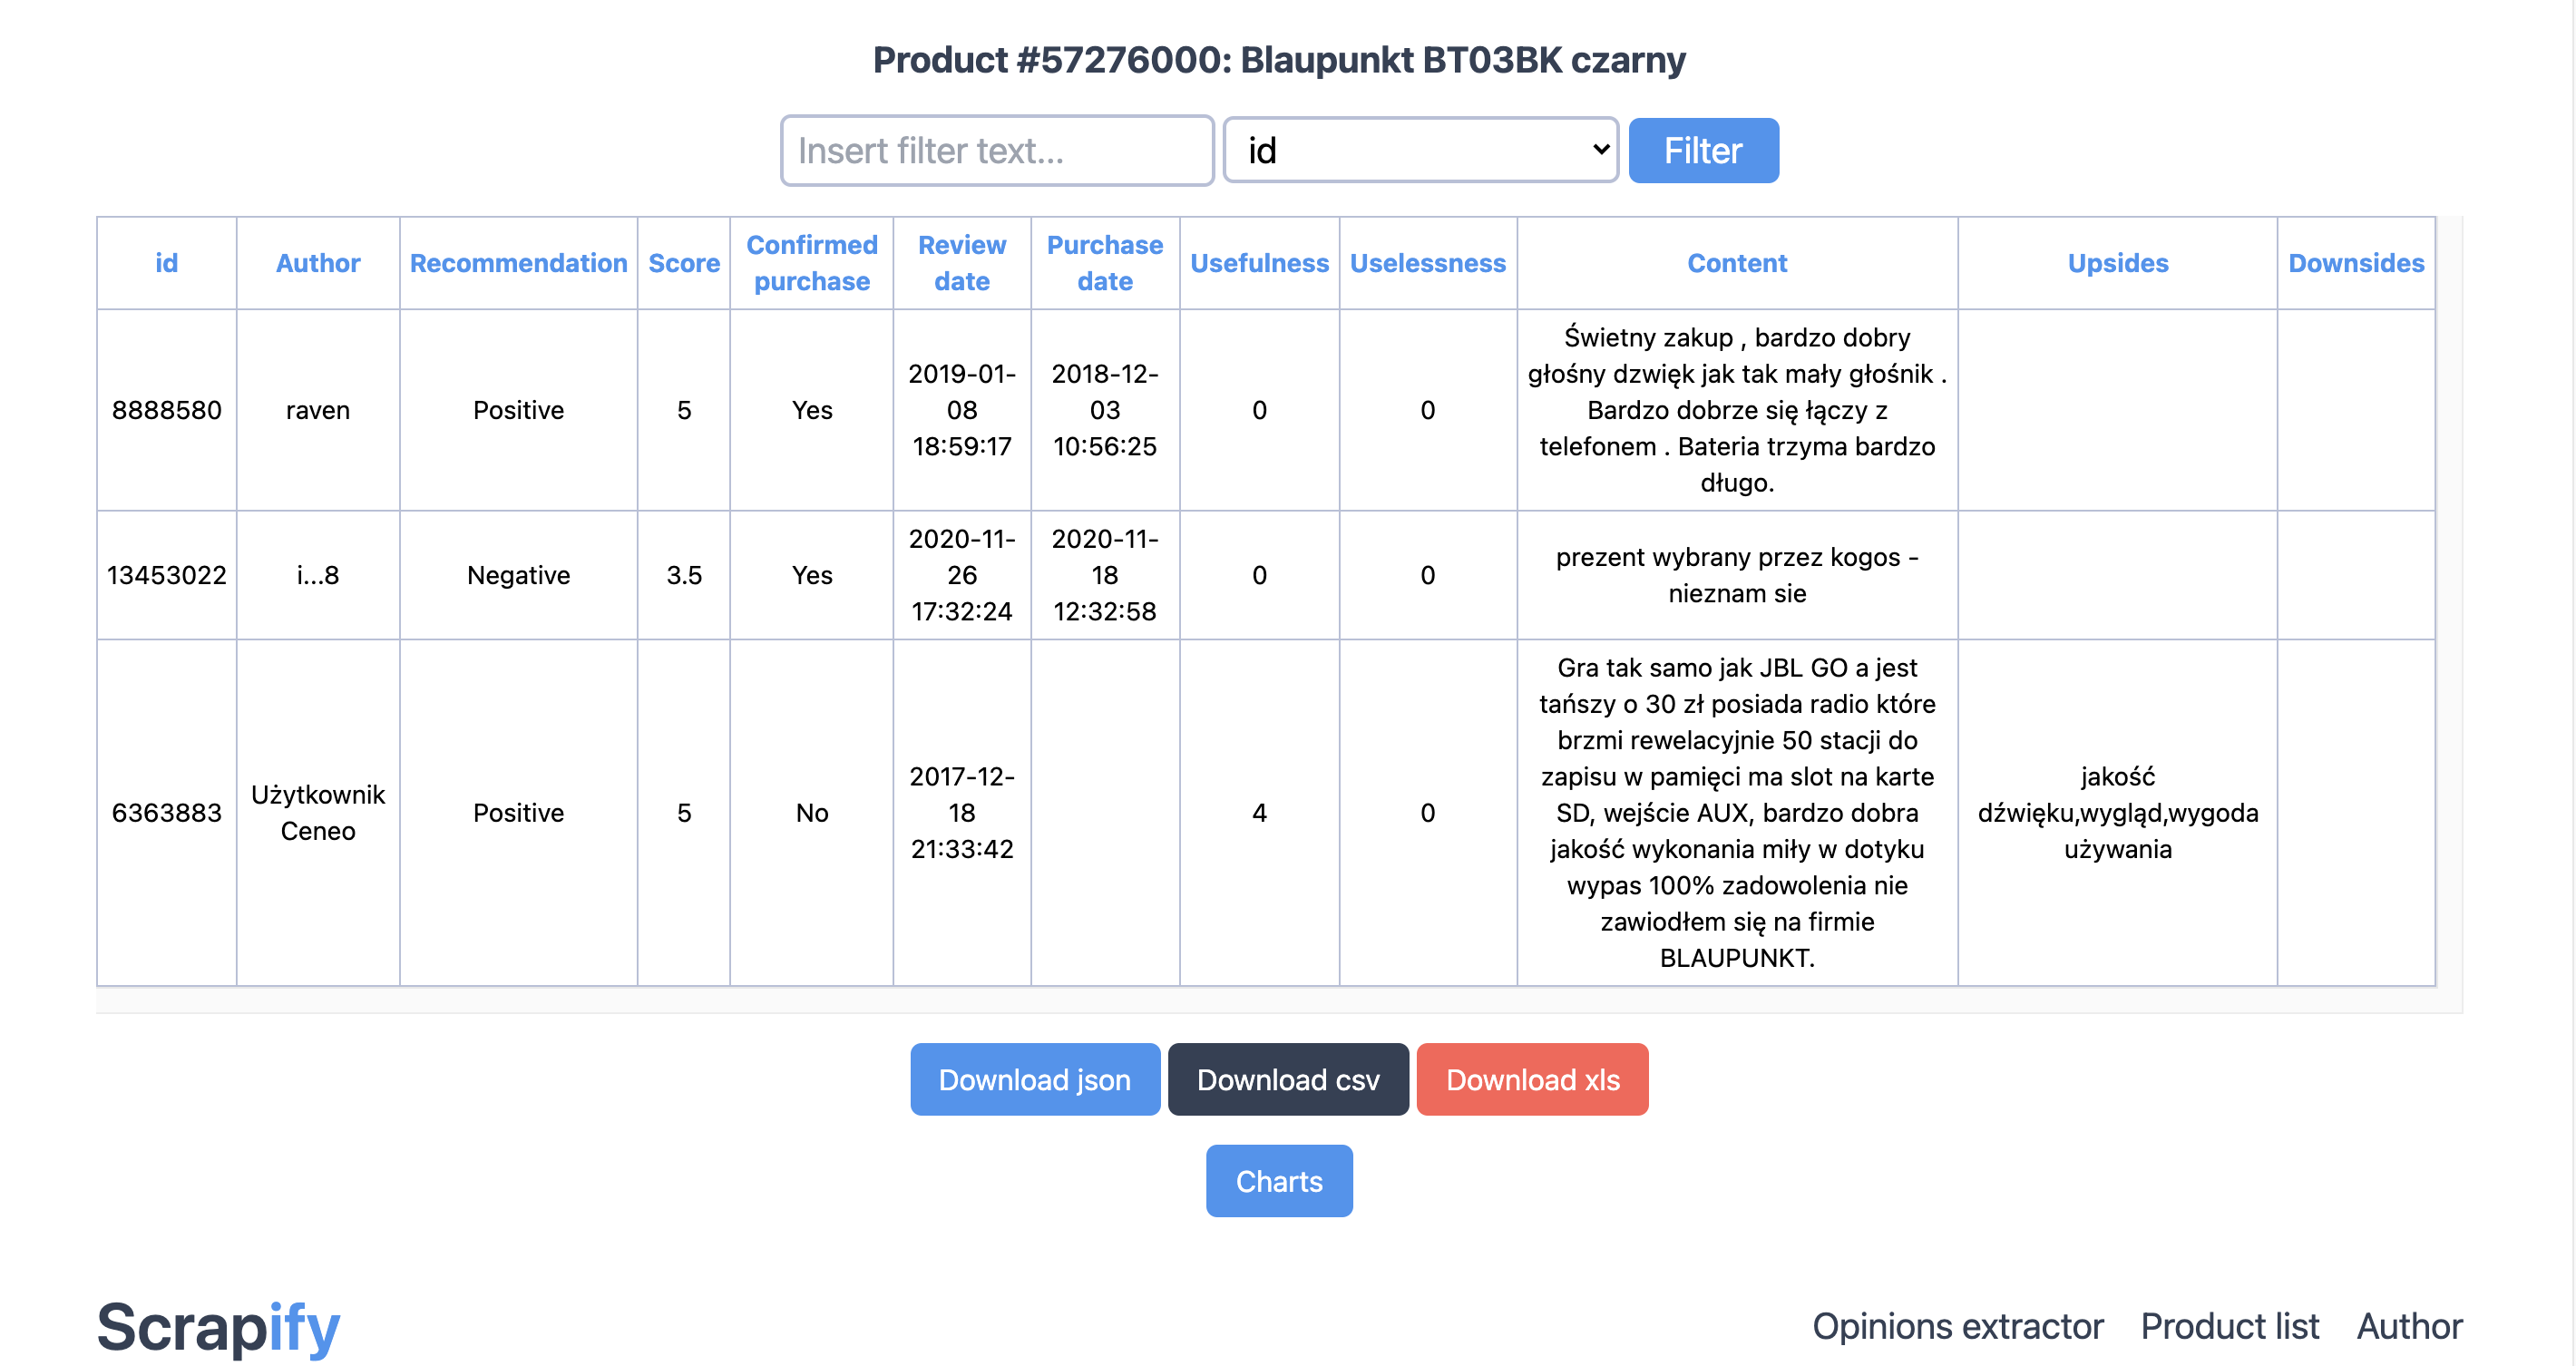 Product #57276000: Blaupunkt BT03BK czarny
Insert filter text...
id
Filter
id
Author
Recommendation
Score
Confirmed
purchase
Review
date
Purchase
date
Usefulness
Uselessness
Content
Upsides
Downsides
8888580
raven
Positive
5
Yes
2019-01-
08
18:59:17
2018-12-
03
10:56:25
0
0
Świetny zakup , bardzo dobry
głośny dzwięk jak tak mały głośnik .
Bardzo dobrze się łączy z
telefonem . Bateria trzyma bardzo
długo.
13453022
i...8
Negative
3.5
Yes
2020-11-
26
17:32:24
2020-11-
18
12:32:58
0
0
prezent wybrany przez kogos -
nieznam sie
6363883
Użytkownik
Ceneo
Positive
5
No
2017-12-
18
21:33:42
4
0
Gra tak samo jak JBL GO a jest
tańszy o 30 zł posiada radio które
brzmi rewelacyjnie 50 stacji do
zapisu w pamięci ma slot na karte
SD, wejście AUX, bardzo dobra
jakość wykonania miły w dotyku
wypas 100% zadowolenia nie
zawiodłem się na firmie
BLAUPUNKT.
jakość
dźwięku,wygląd,wygoda
używania
Download json
Download csv
Download xls
Charts
Scrapify
Opinions extractor
Product list
Author